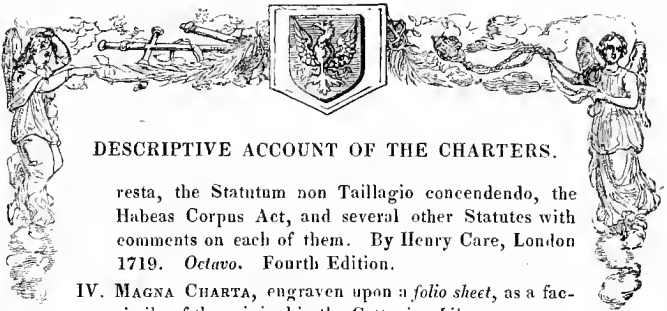 DESCRIPTIVE ACCOUNT OF THE CHARTERS.
resta, the Statutum non Taillagio concendendo, the
Habeas Corpus Act, and several other Statutes with
comments on each of them. By Henry Care, London
1719. Octavo. Fourth Edition.
IV. MAGNA CHARTA, engraven upon a folio sheet, as a fac-